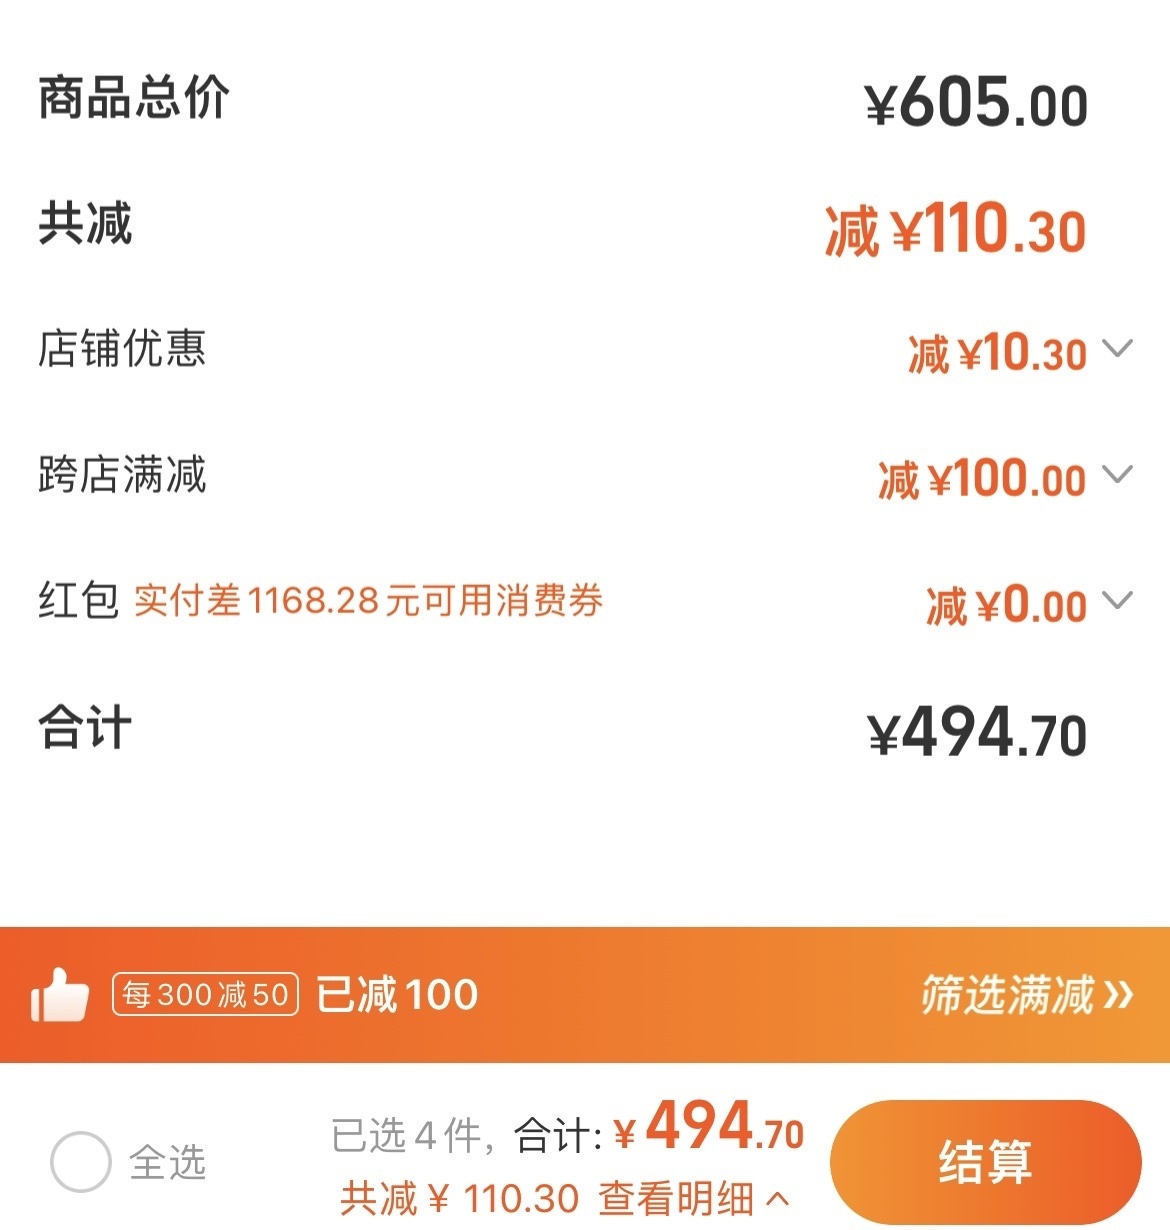 商品总价 ¥605.00
共减 减¥110.30
店铺优惠 减¥10.30
跨店满减 减¥100.00
红包 实付差1168.28元可用消费券 减¥0.00
合计 ¥494.70
每300减50 已减100 筛选满减
全选 已选4件, 合计: ¥494.70 结算
共减¥ 110.30 查看明细